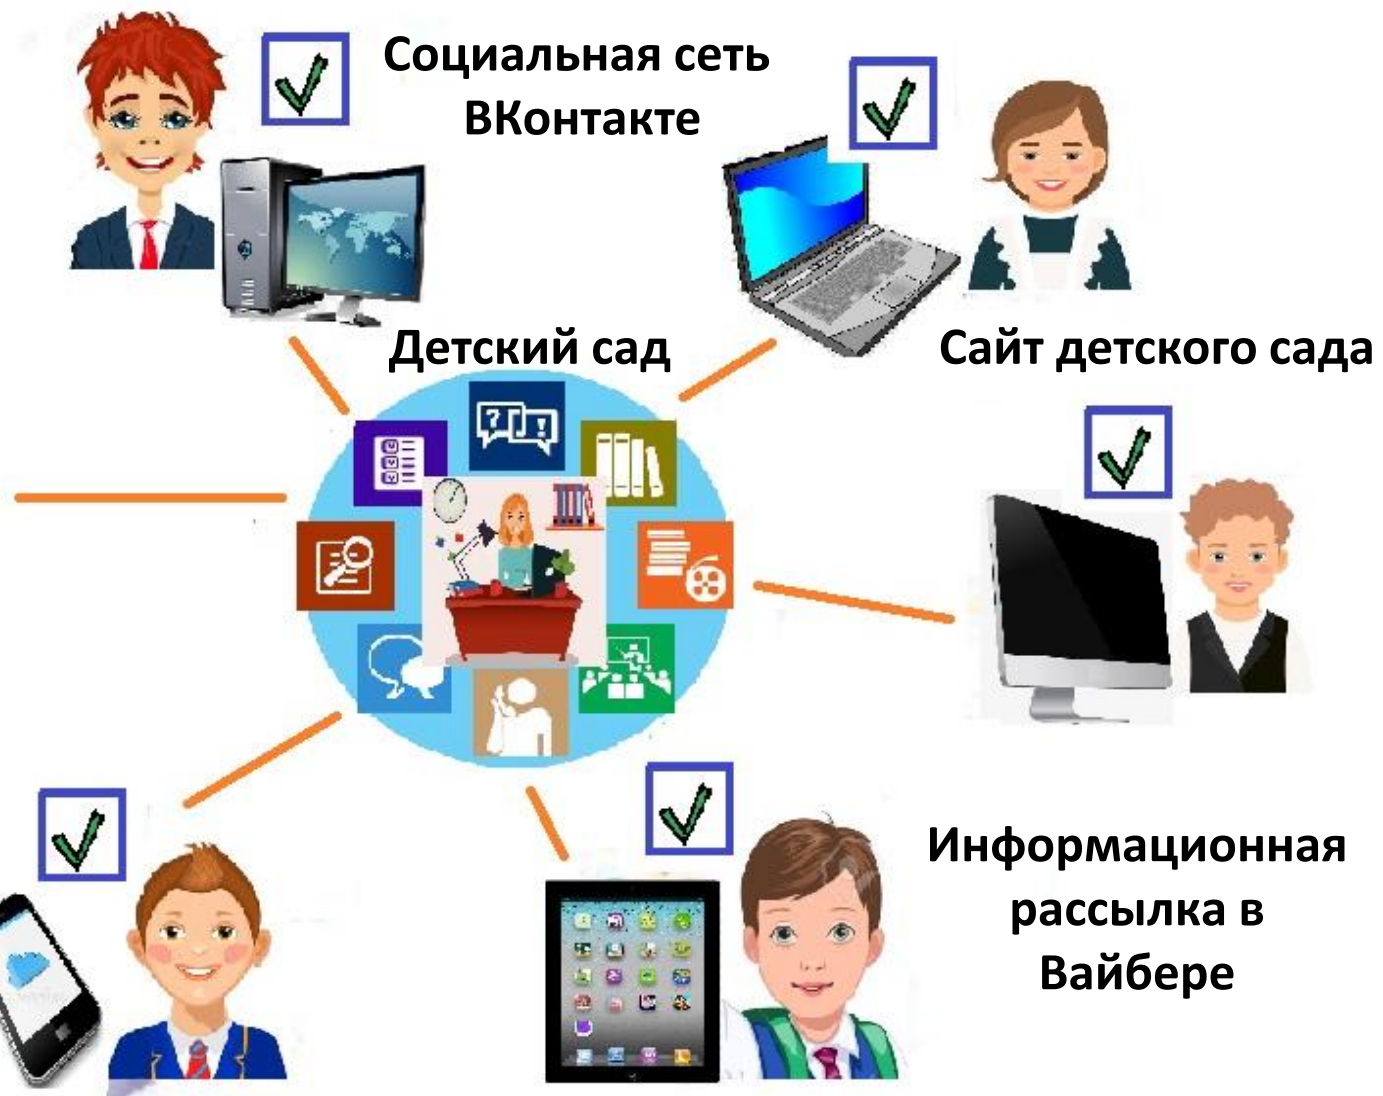 Социальная сеть
ВКонтакте
Детский сад
Сайт детского сада
Информационная
рассылка в
Вайбере